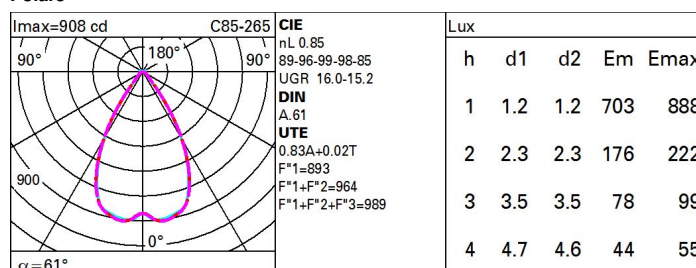 Imax=908 cd C85-265
90° 180° 90°
900
0°
α=61°
CIE
nL 0.85
89-96-99-98-85
UGR 16.0-15.2
DIN
A.61
UTE
0.83A+0.02T
F"1=893
F"1+F"2=964
F"1+F"2+F"3=989
Lux
h d1 d2 Em Emax
1 1.2 1.2 703 888
2 2.3 2.3 176 222
3 3.5 3.5 78 99
4 4.7 4.6 44 55